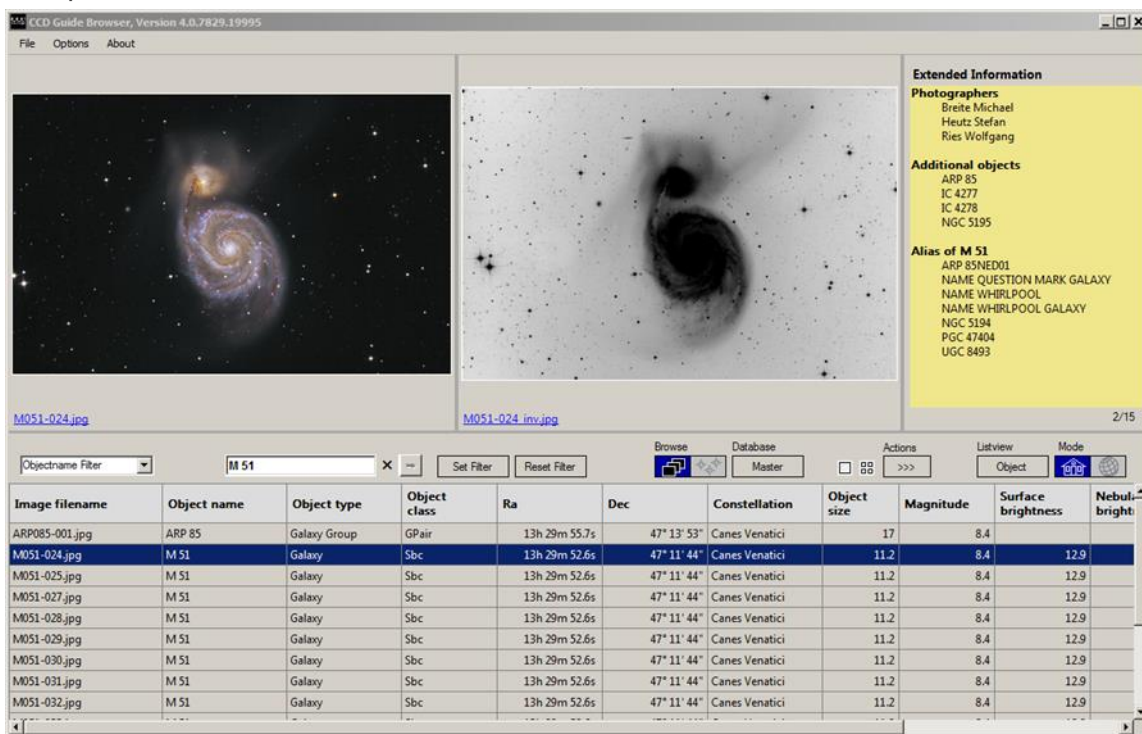 CCD Guide Browser, Version 4.0.7829.19995
File Options About
Extended Information
Photographers
Breite Michael
Heutz Stefan
Ries Wolfgang
Additional objects
ARP 85
IC 4277
IC 4278
NGC 5195
Alias of M 51
ARP 85NED01
NAME QUESTION MARK GALAXY
NAME WHIRLPOOL
NAME WHIRLPOOL GALAXY
NGC 5194
PGC 47404
UGC 8493
M051-024.jpg M051-024_inv.jpg 2/15
Browse Database Actions Listview Mode
Objectname Filter M 51 Set Filter Reset Filter Master >>> Object
Image filename Object name Object type Object class Ra Dec Constellation Object size Magnitude Surface brightness
ARP085-001.jpg ARP 85 Galaxy Group GPair 13h 29m 55.7s 47° 13' 53" Canes Venatici 17 8.4
M051-024.jpg M 51 Galaxy Sbc 13h 29m 52.6s 47° 11' 44" Canes Venatici 11.2 8.4 12.9
M051-025.jpg M 51 Galaxy Sbc 13h 29m 52.6s 47° 11' 44" Canes Venatici 11.2 8.4 12.9
M051-027.jpg M 51 Galaxy Sbc 13h 29m 52.6s 47° 11' 44" Canes Venatici 11.2 8.4 12.9
M051-028.jpg M 51 Galaxy Sbc 13h 29m 52.6s 47° 11' 44" Canes Venatici 11.2 8.4 12.9
M051-029.jpg M 51 Galaxy Sbc 13h 29m 52.6s 47° 11' 44" Canes Venatici 11.2 8.4 12.9
M051-030.jpg M 51 Galaxy Sbc 13h 29m 52.6s 47° 11' 44" Canes Venatici 11.2 8.4 12.9
M051-031.jpg M 51 Galaxy Sbc 13h 29m 52.6s 47° 11' 44" Canes Venatici 11.2 8.4 12.9
M051-032.jpg M 51 Galaxy Sbc 13h 29m 52.6s 47° 11' 44" Canes Venatici 11.2 8.4 12.9